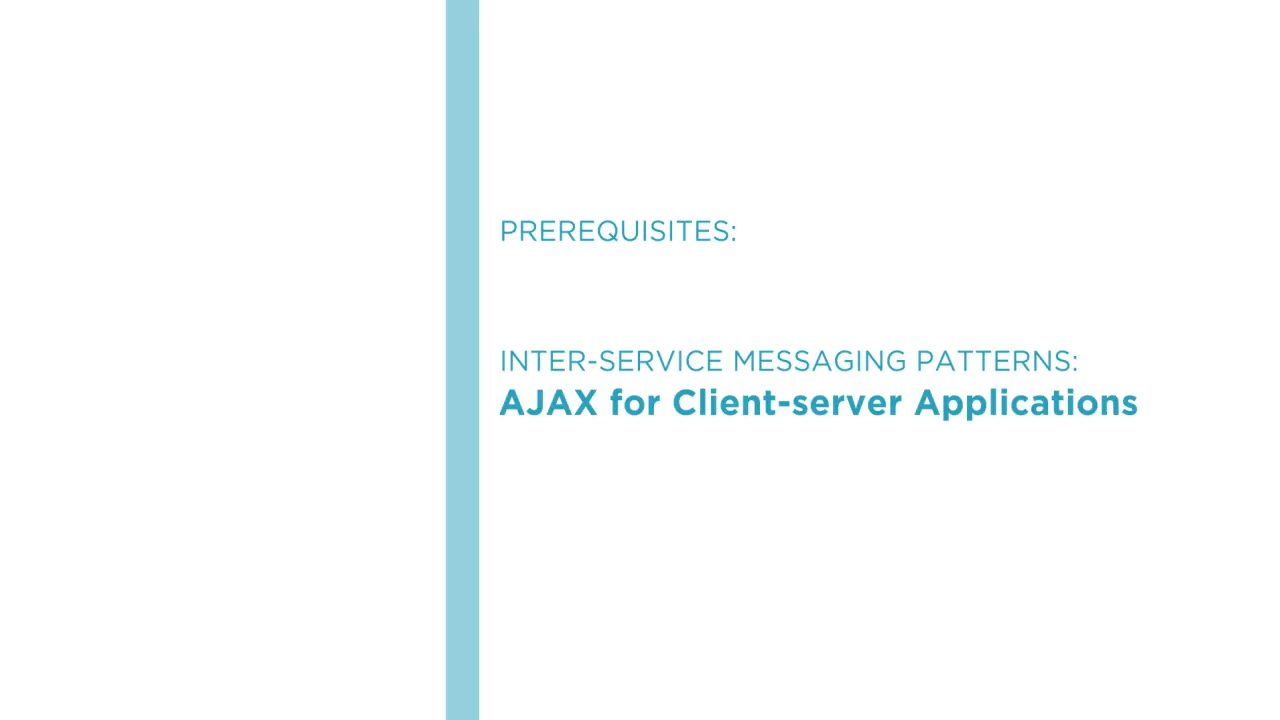 PREREQUISITES:
INTER-SERVICE MESSAGING PATTERNS:
AJAX for Client-server Applications